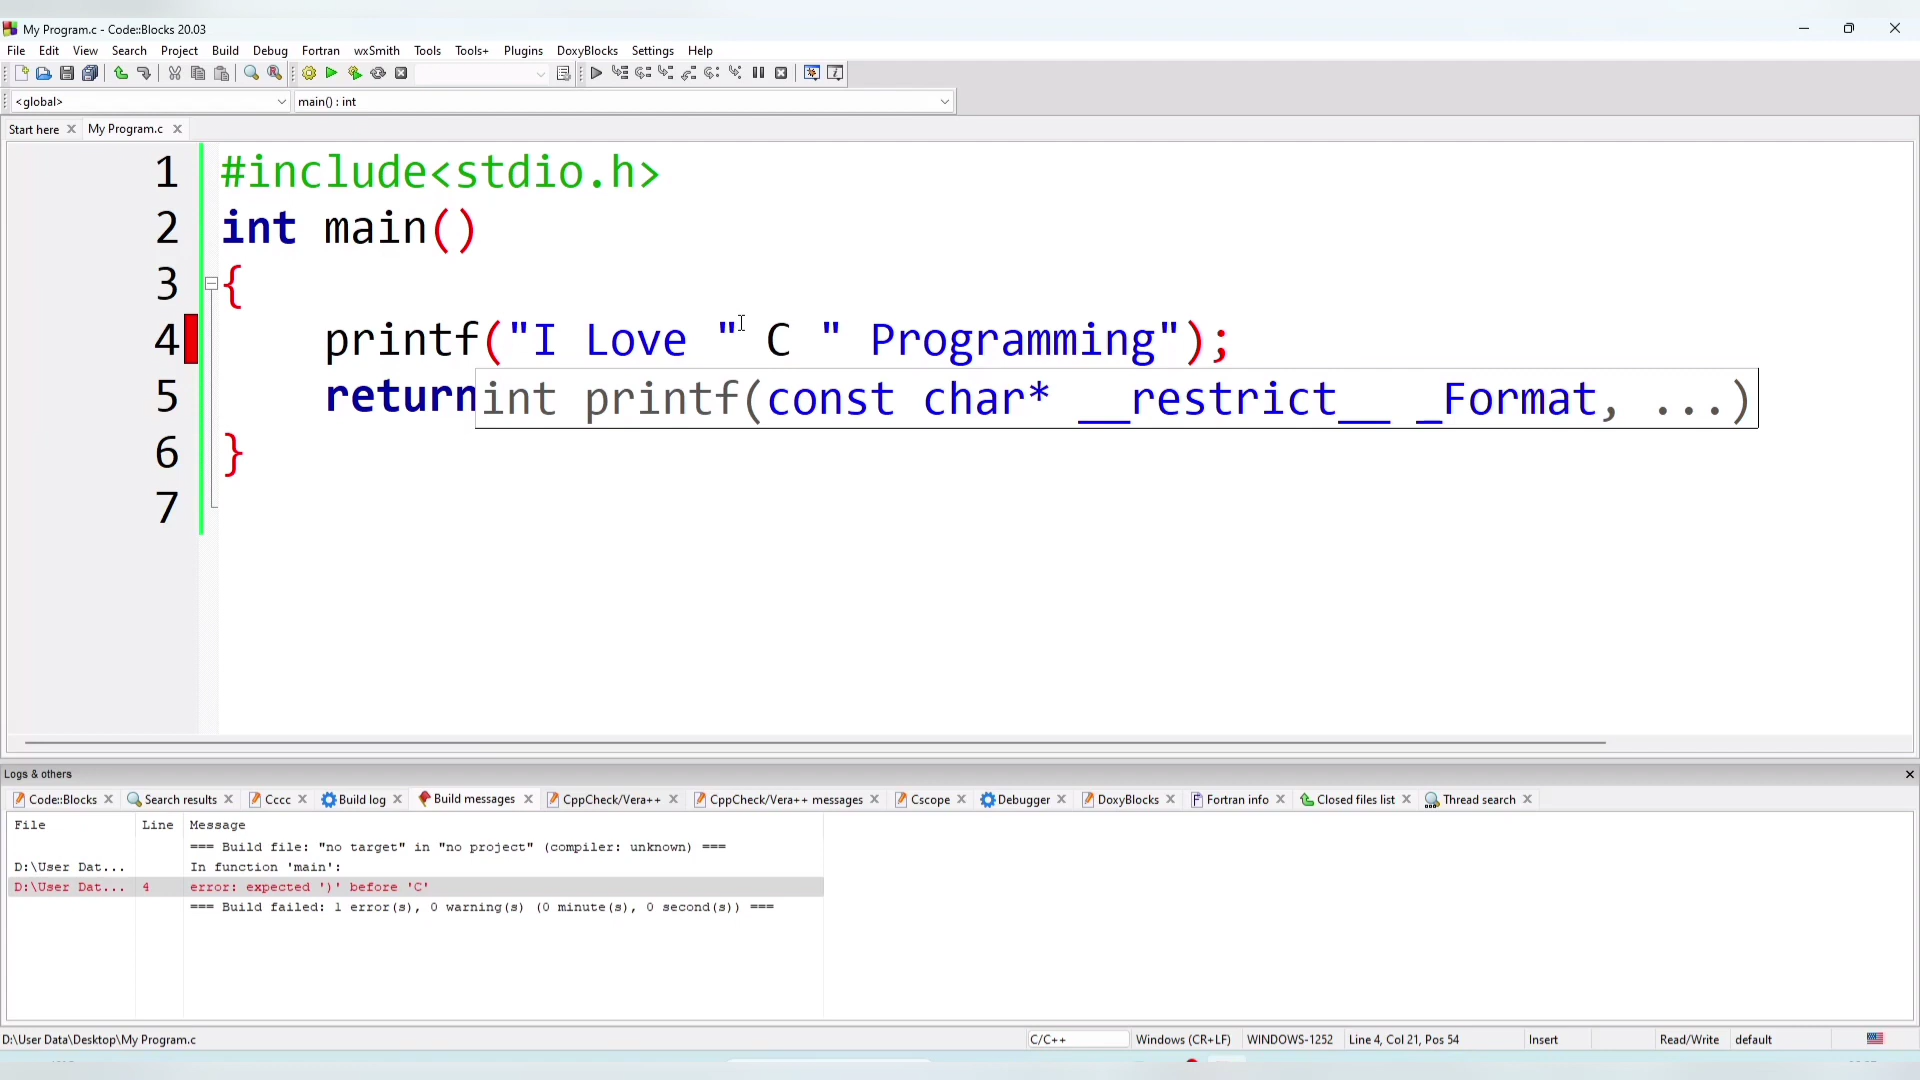 My Program.c - Code::Blocks 20.03
File Edit View Search Project Build Debug Fortran wxSmith Tools Tools+ Plugins DoxyBlocks Settings Help
<global> main() : int
Start here My Program.c
1 #include<stdio.h>
2 int main()
3 {
4 printf("I Love " C " Programming");
5 return int printf(const char* __restrict__ _Format, ...)
6 }
7
Logs & others
Code::Blocks Search results Cccc Build log Build messages CppCheck/Vera++ CppCheck/Vera++ messages Cscope Debugger DoxyBlocks Fortran info Closed files list Thread search
File Line Message
=== Build file: "no target" in "no project" (compiler: unknown) ===
D:\User Dat... In function 'main':
D:\User Dat... 4 error: expected ')' before 'C'
=== Build failed: 1 error(s), 0 warning(s) (0 minute(s), 0 second(s)) ===
D:\User Data\Desktop\My Program.c C/C++ Windows (CR+LF) WINDOWS-1252 Line 4, Col 21, Pos 54 Insert Read/Write default